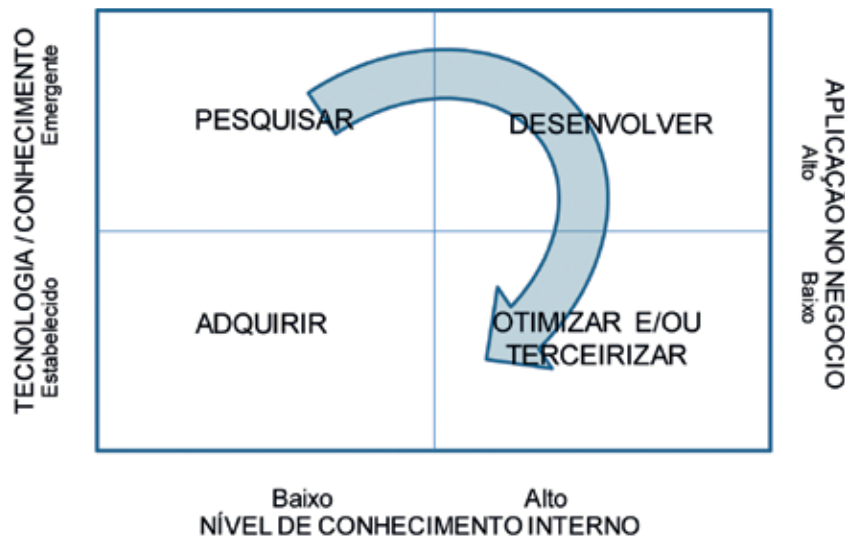 TECNOLOGIA / CONHECIMENTO
Emergente
Estabelecido
PESQUISAR
DESENVOLVER
ADQUIRIR
OTIMIZAR E/OU
TERCEIRIZAR
APLICAÇÃO NO NEGOCIO
Alto
Baixo
Baixo
Alto
NÍVEL DE CONHECIMENTO INTERNO